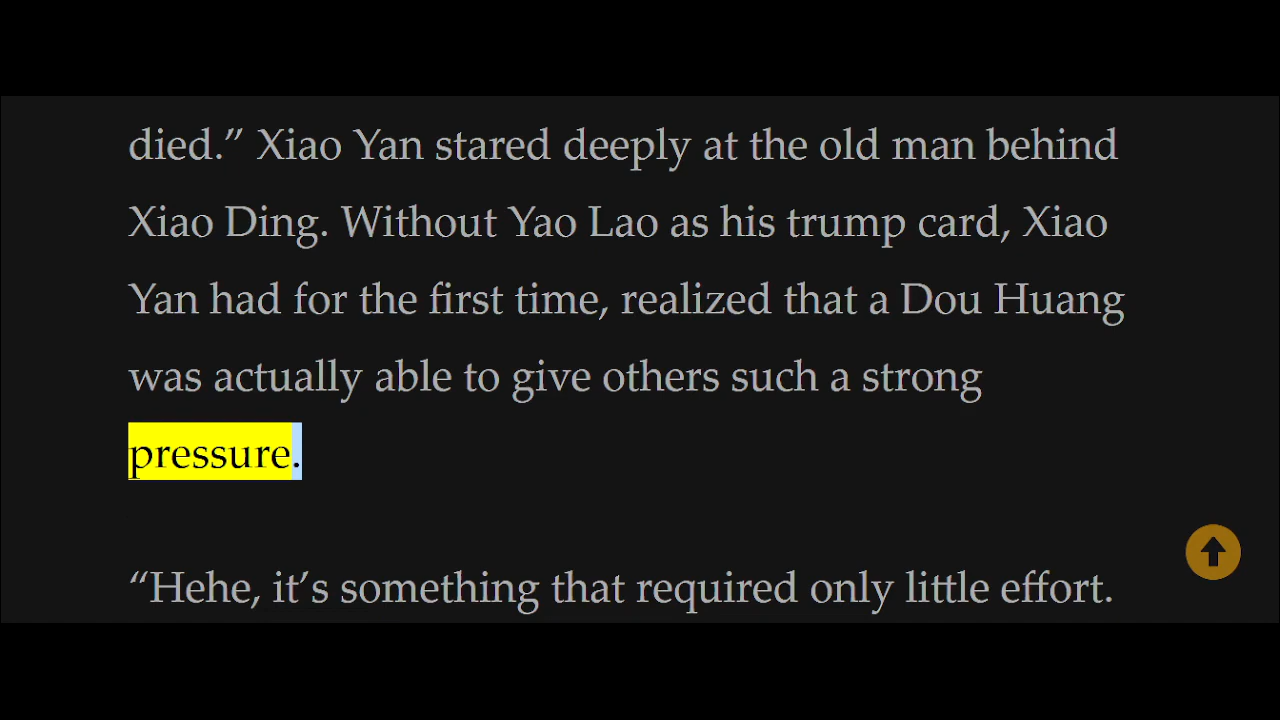 died.” Xiao Yan stared deeply at the old man behind
Xiao Ding. Without Yao Lao as his trump card, Xiao
Yan had for the first time, realized that a Dou Huang
was actually able to give others such a strong
pressure.
“Hehe, it’s something that required only little effort.